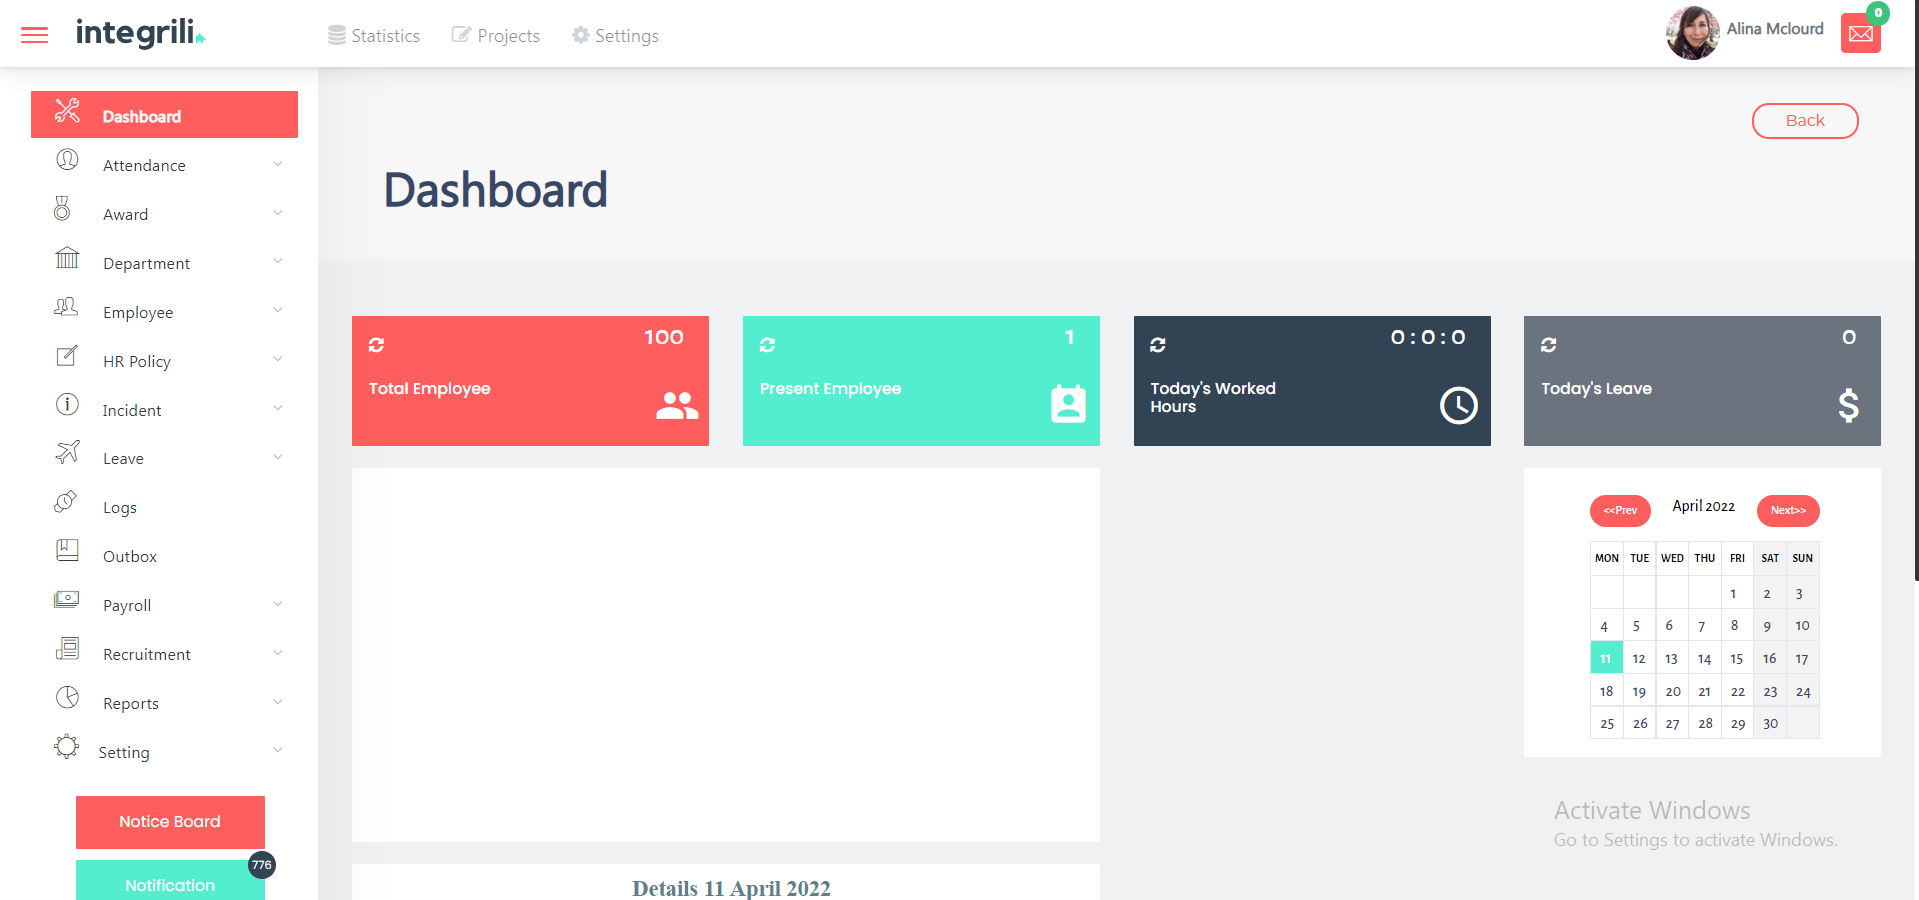 integrili
Statistics
Projects
Settings
Alina Mclourd
0
Dashboard
Attendance
Award
Department
Employee
HR Policy
Incident
Leave
Logs
Outbox
Payroll
Recruitment
Reports
Setting
Notice Board
776
Notification
Back
Dashboard
100
Total Employee
1
Present Employee
0 : 0 : 0
Today's Worked
Hours
0
Today's Leave
<<Prev April 2022 Next>>
MON TUE WED THU FRI SAT SUN
1 2 3
4 5 6 7 8 9 10
11 12 13 14 15 16 17
18 19 20 21 22 23 24
25 26 27 28 29 30
Activate Windows
Go to Settings to activate Windows.
Details 11 April 2022